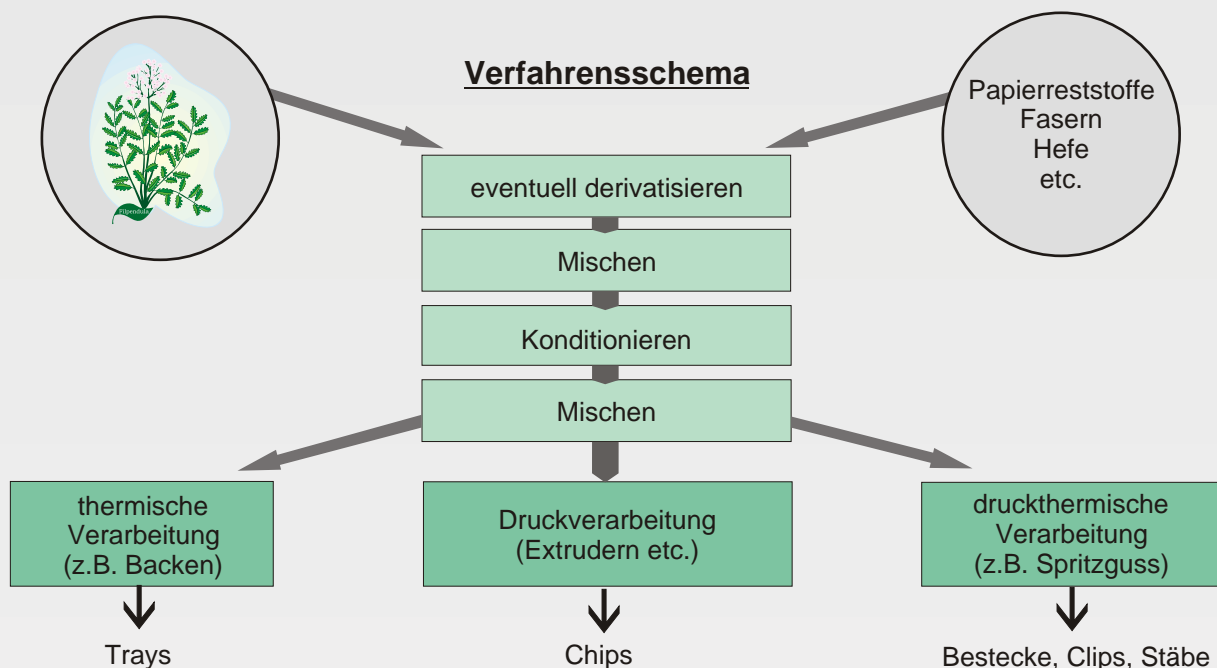 Verfahrensschema
Filpendula
Papierreststoffe
Fasern
Hefe
etc.
eventuell derivatisieren
Mischen
Konditionieren
Mischen
thermische
Verarbeitung
(z.B. Backen)
Druckverarbeitung
(Extrudern etc.)
druckthermische
Verarbeitung
(z.B. Spritzguss)
Trays
Chips
Bestecke, Clips, Stäbe